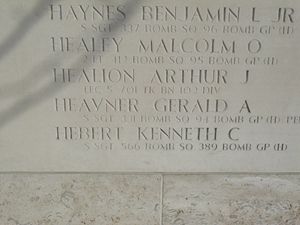 HAYNES BENJAMIN L JR
S SGT 337 BOMB SQ 96 BOMB GP (H)
HEALEY MALCOLM O
2 LT 412 BOMB SQ 95 BOMB GP (H)
HEALION ARTHUR J
TEC 5 701 TK BN 102 DIV
HEAVNER GERALD A
S SGT 331 BOMB SQ 94 BOMB GP (H)
HEBERT KENNETH C
S SGT 566 BOMB SQ 389 BOMB GP (H)